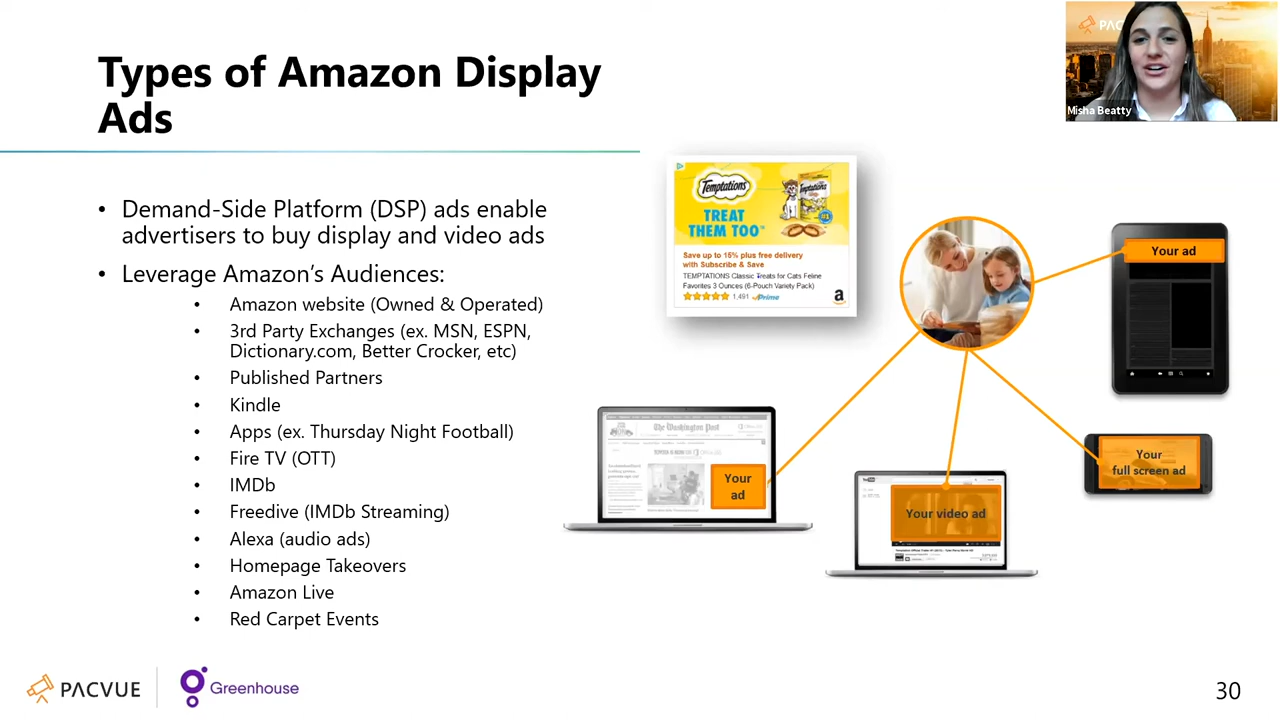 Types of Amazon Display
Ads
PAC
Misha Beatty
• Demand-Side Platform (DSP) ads enable
advertisers to buy display and video ads
• Leverage Amazon's Audiences:
• Amazon website (Owned & Operated)
• 3rd Party Exchanges (ex. MSN, ESPN,
Dictionary.com, Better Crocker, etc)
• Published Partners
• Kindle
• Apps (ex. Thursday Night Football)
• Fire TV (OTT)
• IMDb
• Freedive (IMDb Streaming)
• Alexa (audio ads)
• Homepage Takeovers
• Amazon Live
• Red Carpet Events
Temptations
Temptations
TREAT
THEM TOO™
Save up to 15% plus free delivery
with Subscribe & Save
TEMPTATIONS Classic Treats for Cats Feline
Favorites 3 Ounces (6-Pouch Variety Pack)
1,491 Prime
a
Your ad
The Washington Post
Your
ad
YouTube
Your video ad
Your
full screen ad
PACVUE
Greenhouse
30